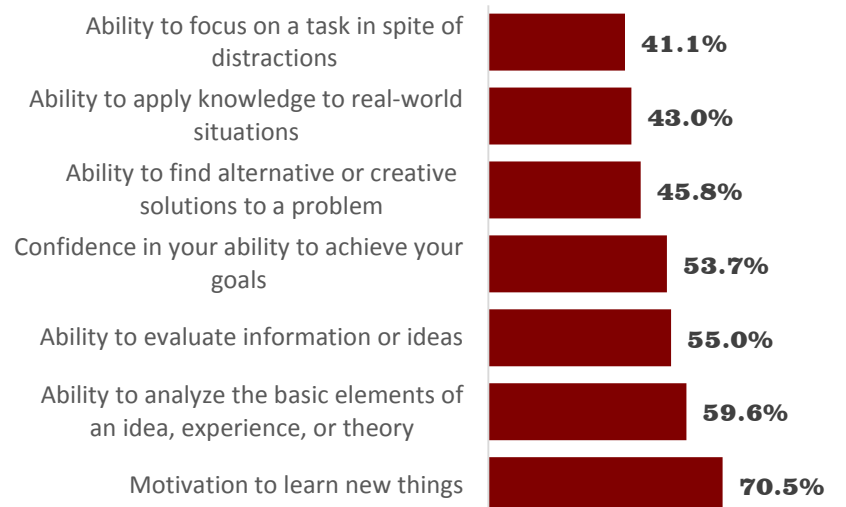 Ability to focus on a task in spite of
distractions
41.1%
Ability to apply knowledge to real-world
situations
43.0%
Ability to find alternative or creative
solutions to a problem
45.8%
Confidence in your ability to achieve your
goals
53.7%
Ability to evaluate information or ideas
55.0%
Ability to analyze the basic elements of
an idea, experience, or theory
59.6%
Motivation to learn new things
70.5%